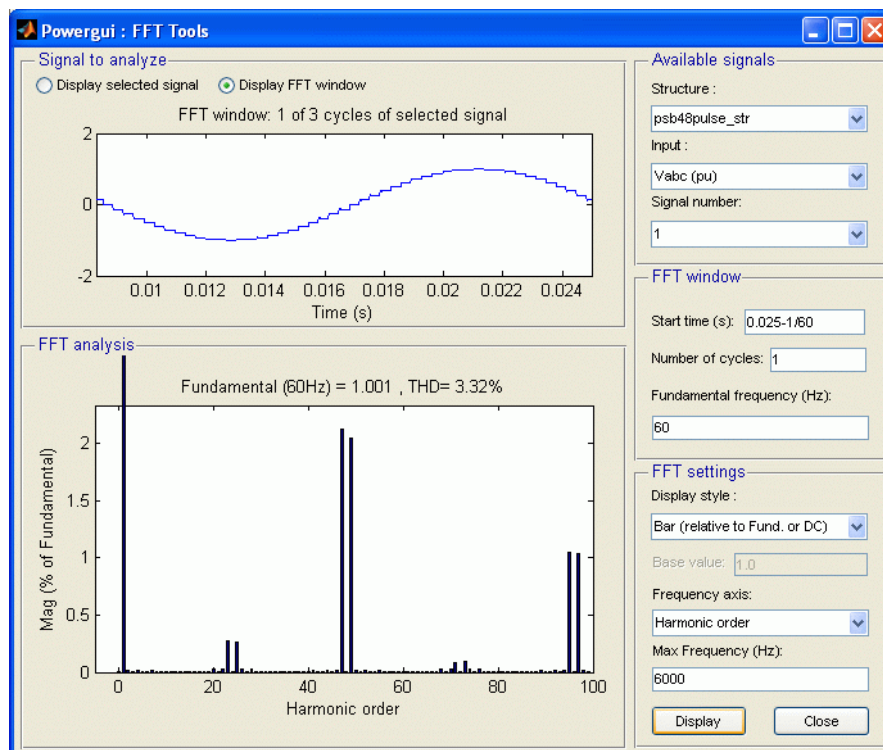 Powergui : FFT Tools
Signal to analyze
Display selected signal
Display FFT window
FFT window: 1 of 3 cycles of selected signal
2
0
-2
0.01 0.012 0.014 0.016 0.018 0.02 0.022 0.024
Time (s)
FFT analysis
Fundamental (60Hz) = 1.001 , THD= 3.32%
Mag (% of Fundamental)
2
1.5
1
0.5
0
0 20 40 60 80 100
Harmonic order
Available signals
Structure :
psb48pulse_str
Input :
Vabc (pu)
Signal number:
1
FFT window
Start time (s): 0.025-1/60
Number of cycles: 1
Fundamental frequency (Hz):
60
FFT settings
Display style :
Bar (relative to Fund. or DC)
Base value: 1.0
Frequency axis:
Harmonic order
Max Frequency (Hz):
6000
Display Close